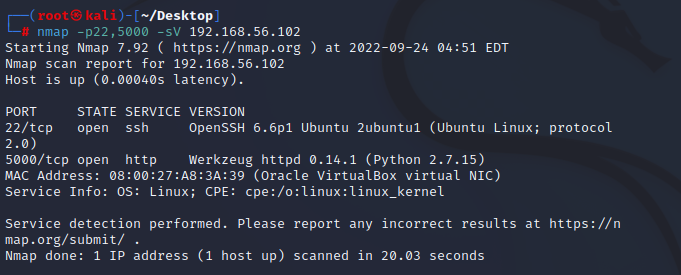 ┌──(root㉿kali)-[~/Desktop]
└─# nmap -p22,5000 -sV 192.168.56.102
Starting Nmap 7.92 ( https://nmap.org ) at 2022-09-24 04:51 EDT
Nmap scan report for 192.168.56.102
Host is up (0.00040s latency).

PORT     STATE SERVICE VERSION
22/tcp   open  ssh     OpenSSH 6.6p1 Ubuntu 2ubuntu1 (Ubuntu Linux; protocol
2.0)
5000/tcp open  http    Werkzeug httpd 0.14.1 (Python 2.7.15)
MAC Address: 08:00:27:A8:3A:39 (Oracle VirtualBox virtual NIC)
Service Info: OS: Linux; CPE: cpe:/o:linux:linux_kernel

Service detection performed. Please report any incorrect results at https://n
map.org/submit/ .
Nmap done: 1 IP address (1 host up) scanned in 20.03 seconds